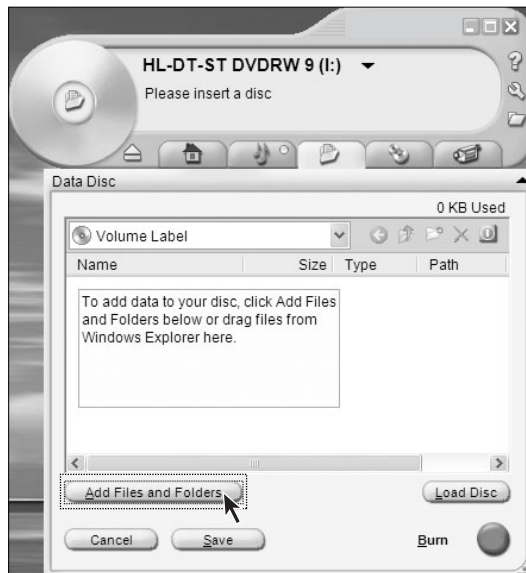 HL-DT-ST DVDRW 9 (I:)
Please insert a disc
Data Disc
0 KB Used
Volume Label
Name Size Type Path
To add data to your disc, click Add Files
and Folders below or drag files from
Windows Explorer here.
Add Files and Folders
Load Disc
Cancel Save Burn